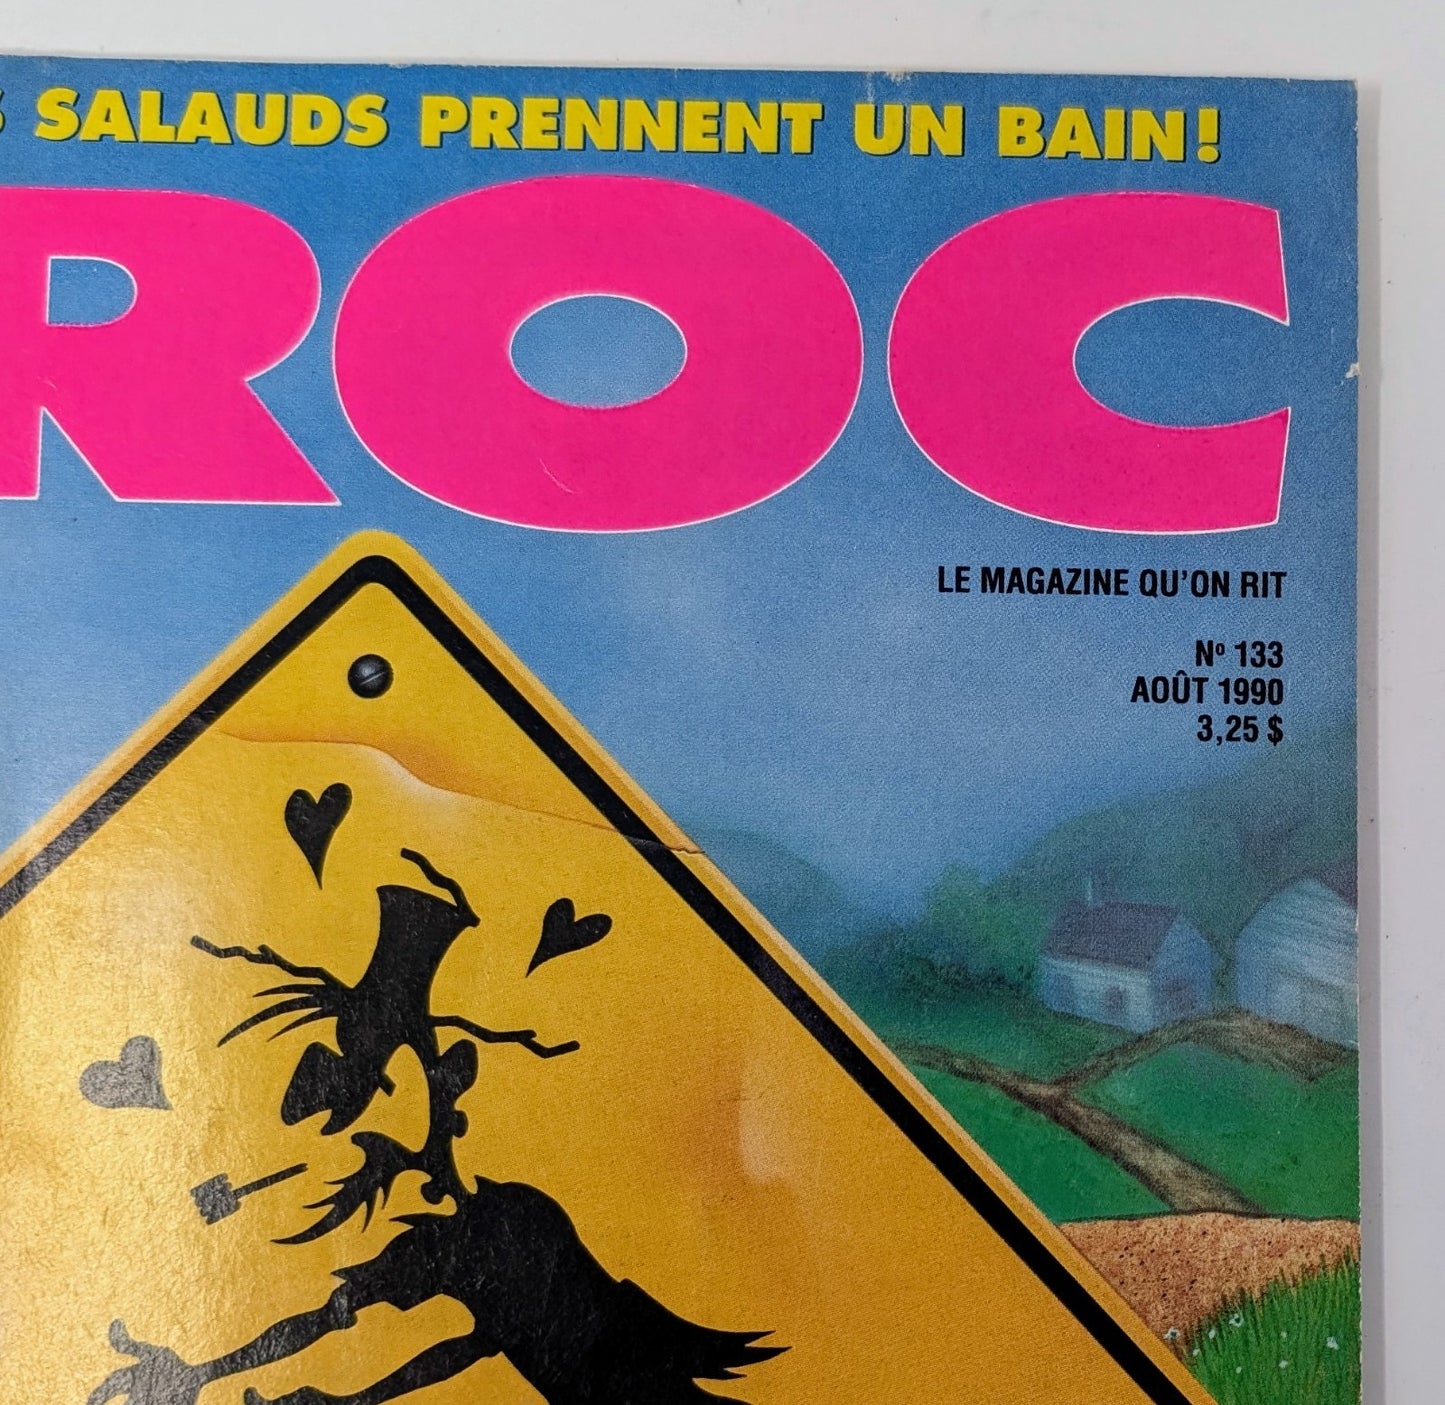 SALAUDS PRENNENT UN BAIN!
ROC
LE MAGAZINE QU'ON RIT
Nº 133
AOÛT 1990
3,25 $